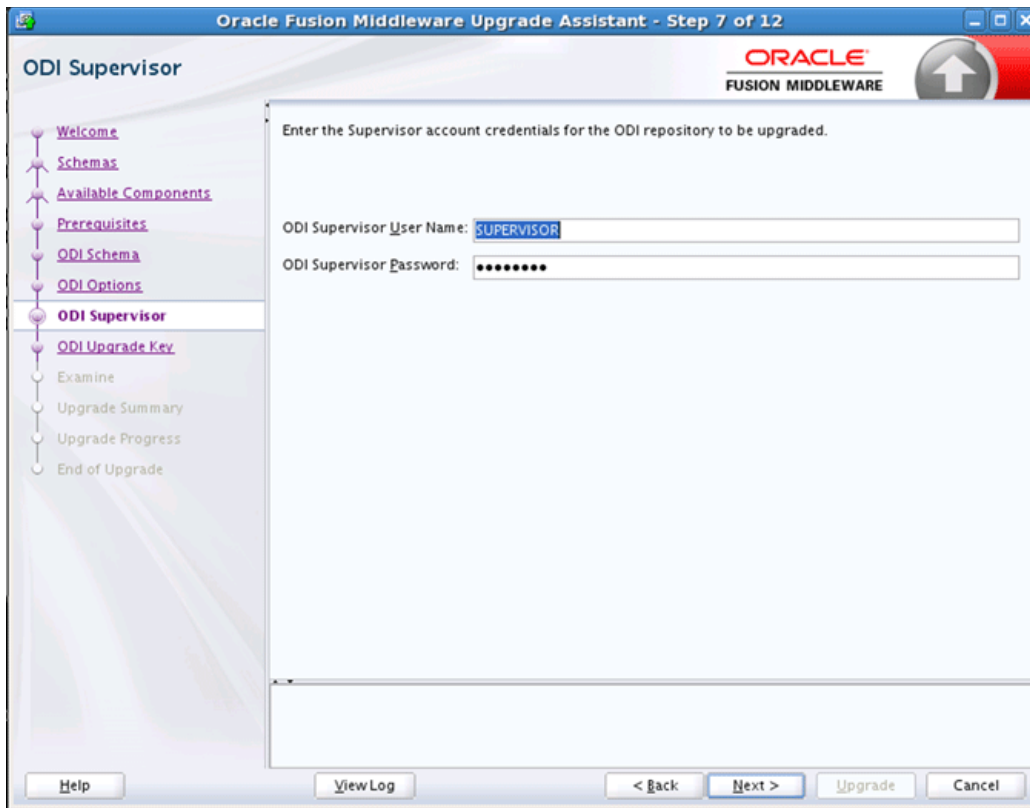 Oracle Fusion Middleware Upgrade Assistant - Step 7 of 12
ODI Supervisor
ORACLE
FUSION MIDDLEWARE
Welcome
Schemas
Available Components
Prerequisites
ODI Schema
ODI Options
ODI Supervisor
ODI Upgrade Key
Examine
Upgrade Summary
Upgrade Progress
End of Upgrade
Enter the Supervisor account credentials for the ODI repository to be upgraded.
ODI Supervisor User Name: SUPERVISOR
ODI Supervisor Password: ••••••••
Help View Log < Back Next > Upgrade Cancel